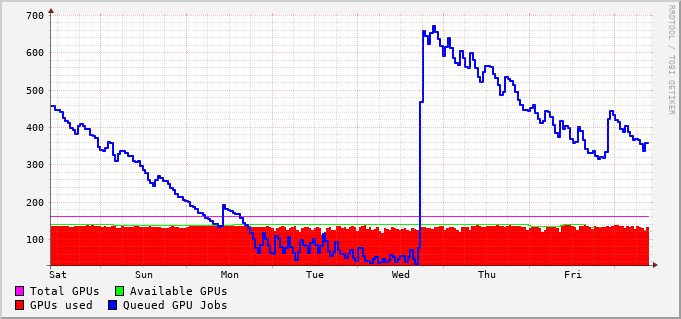 RRDTOOL / TOBI OETIKER
700
600
500
400
300
200
100
Sat Sun Mon Tue Wed Thu Fri
Total GPUs Available GPUs
GPUs used Queued GPU Jobs